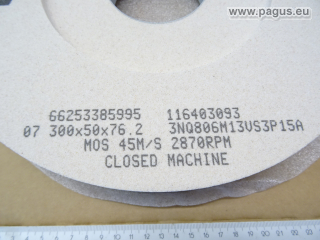 © www.pagus.eu
66253385995 116403093
07 300x50x76.2 3NQ806M13VS3P15A
MOS 45M/S 2870RPM
CLOSED MACHINE